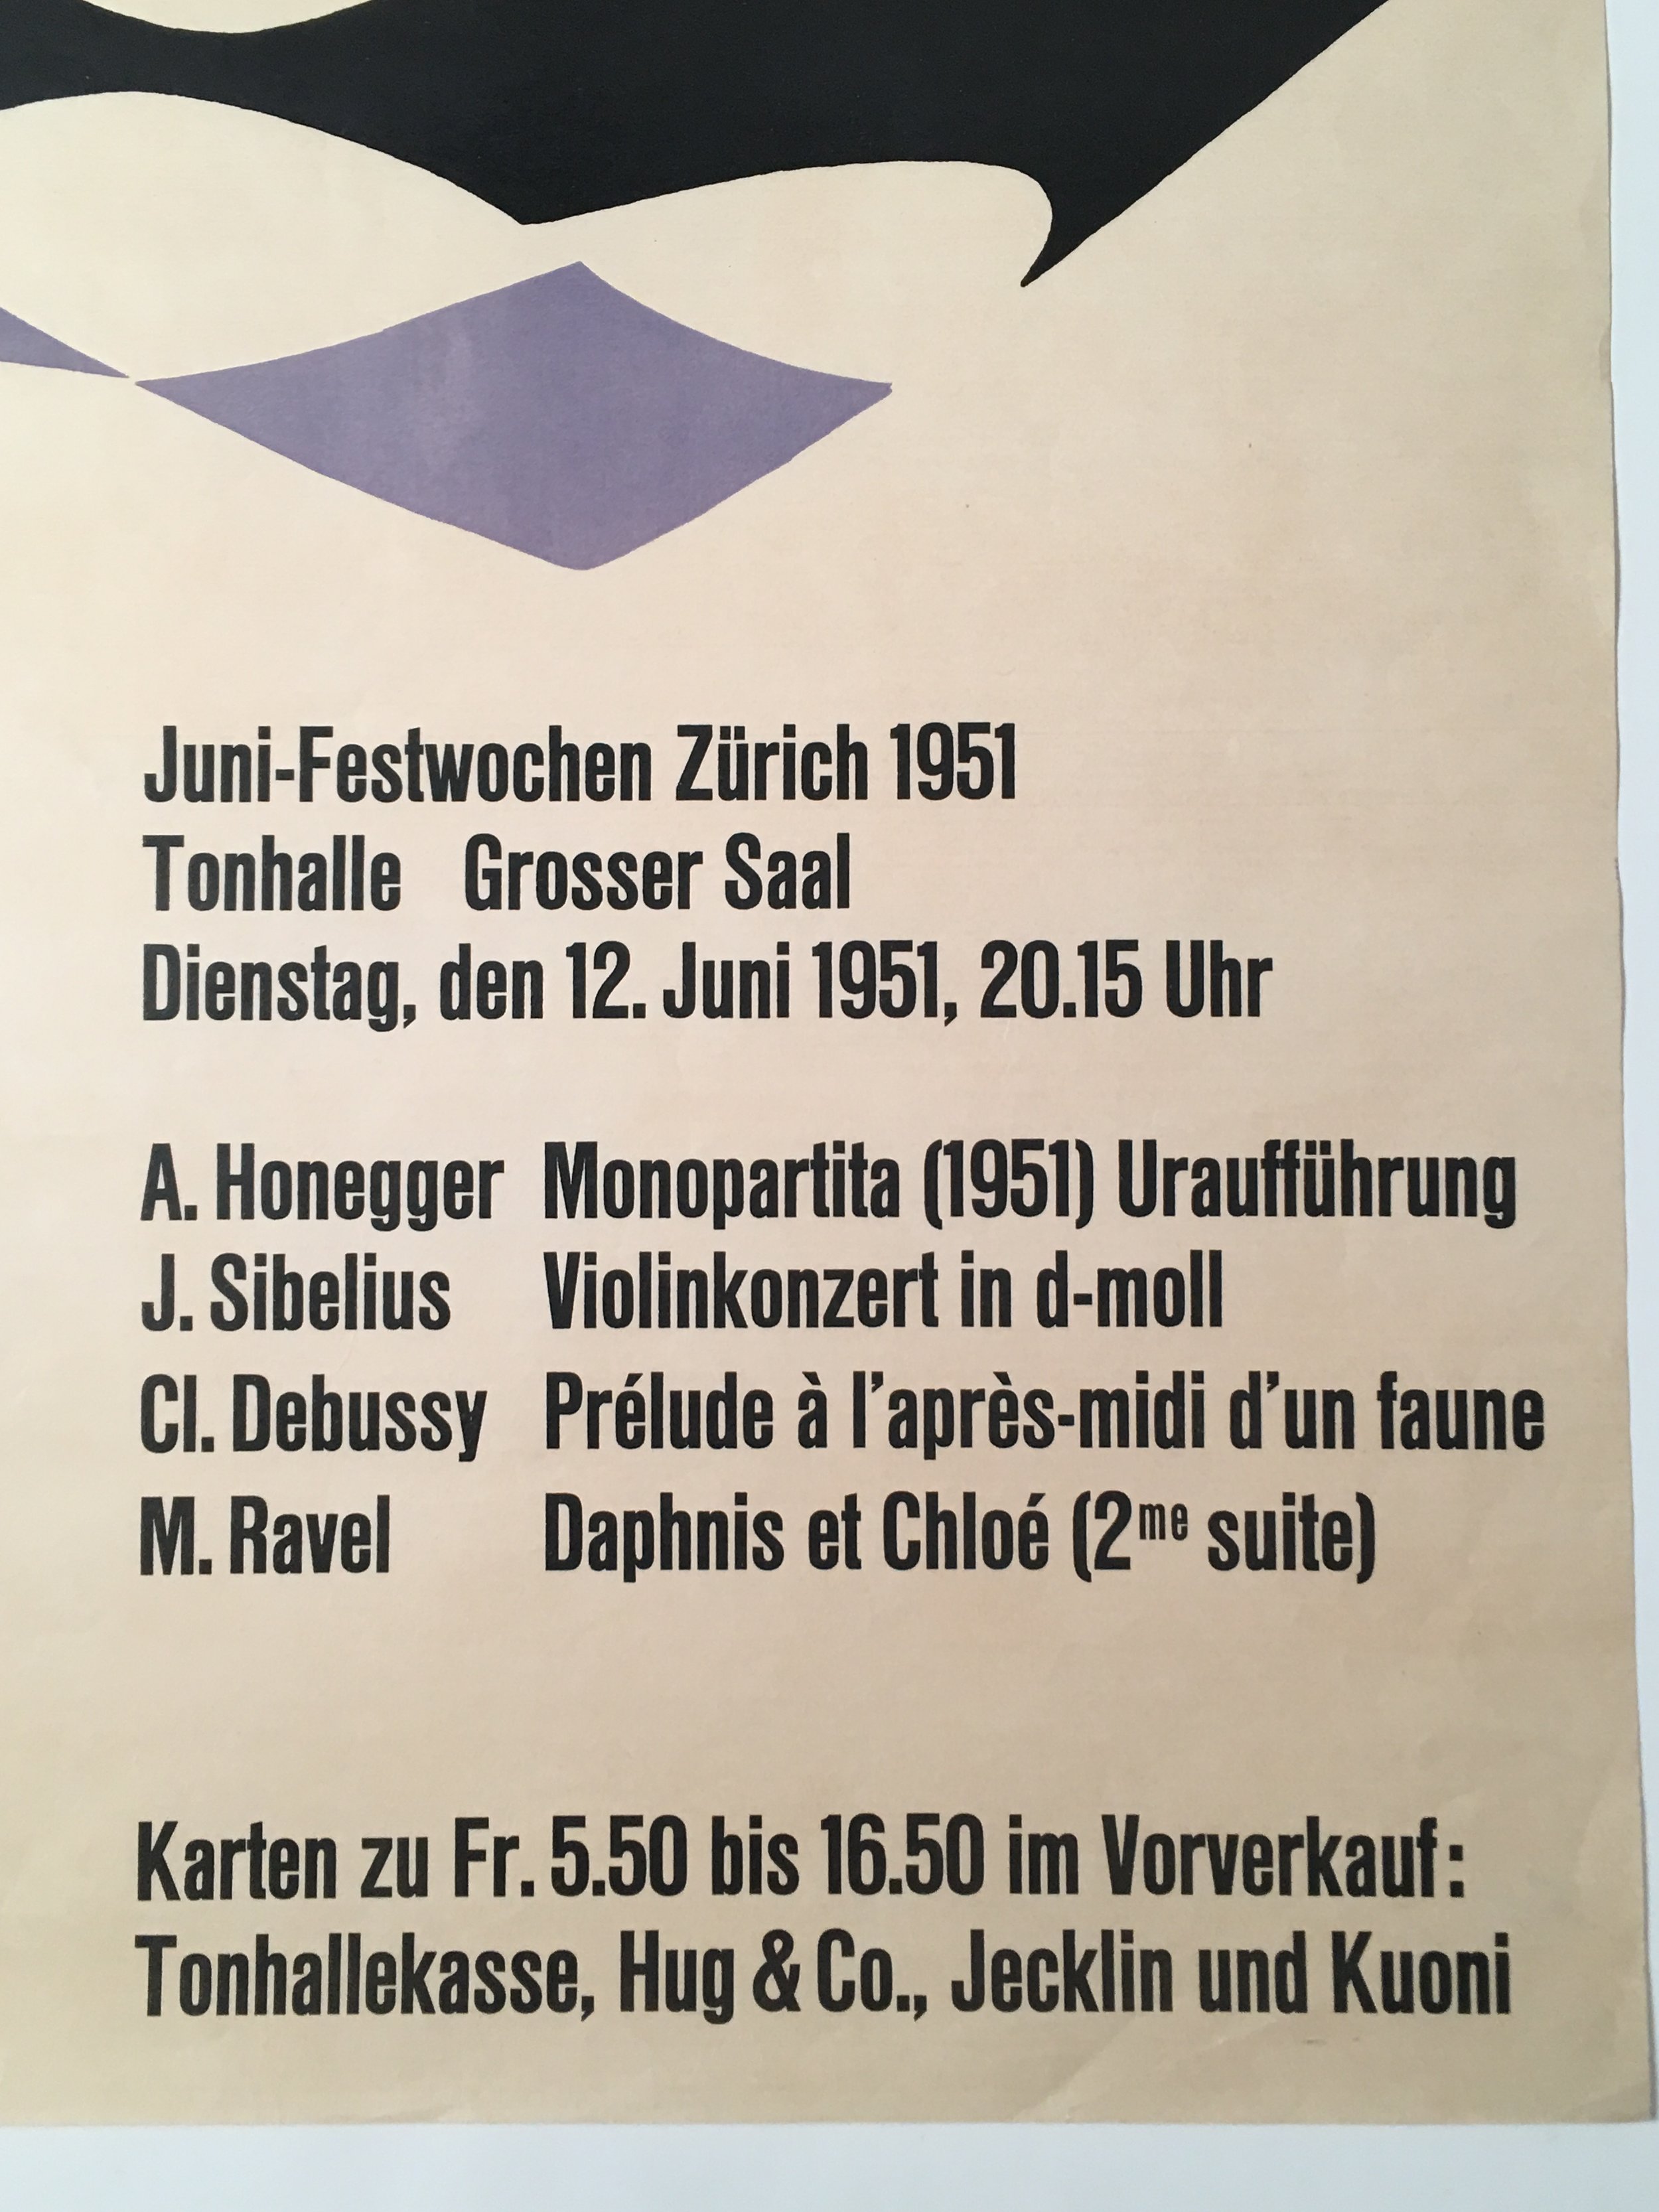 Juni-Festwochen Zürich 1951
Tonhalle Grosser Saal
Dienstag, den 12. Juni 1951, 20.15 Uhr
A. Honegger Monopartita (1951) Uraufführung
J. Sibelius Violinkonzert in d-moll
Cl. Debussy Prélude à l'après-midi d'un faune
M. Ravel Daphnis et Chloé (2me suite)
Karten zu Fr. 5.50 bis 16.50 im Vorverkauf:
Tonhallekasse, Hug & Co., Jecklin und Kuoni